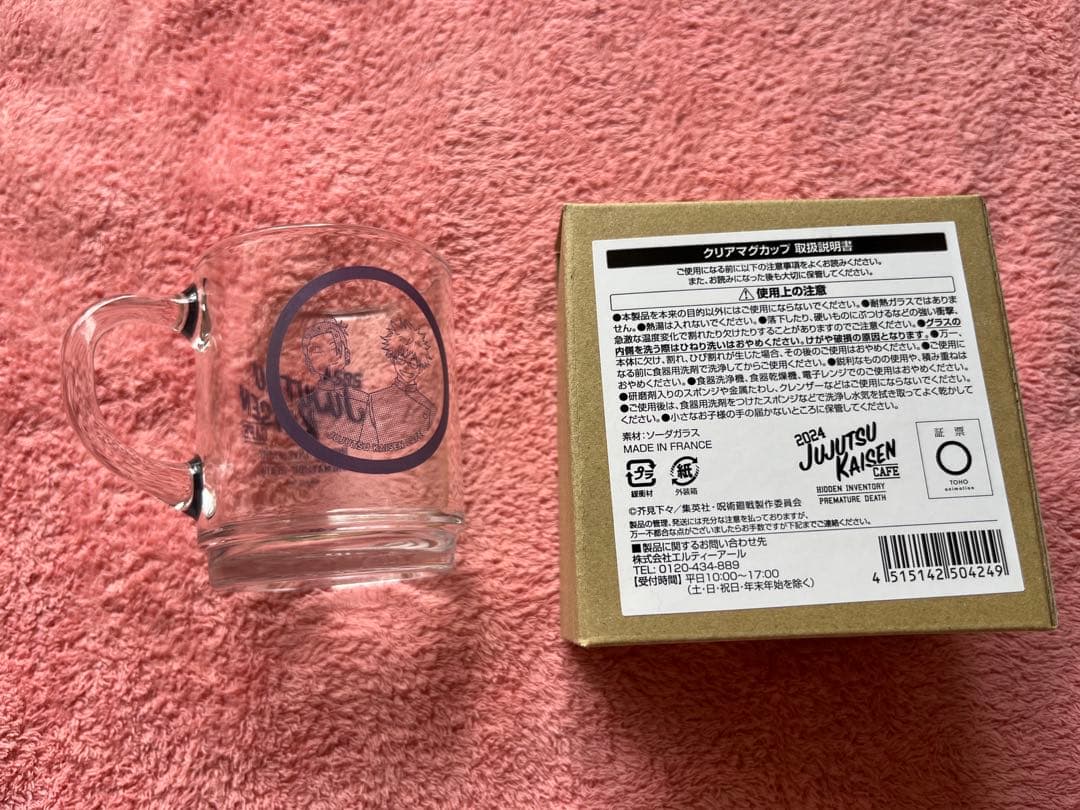 JUJUTSU KAISEN
クリアマグカップ 取扱説明書
ご使用になる前に以下の注意事項をよくお読みください。
また、お読みになった後も大切に保管してください。
⚠使用上の注意
●本製品を本来の目的以外にはご使用にならないでください。●耐熱ガラスではありま
せん。●熱湯は入れないでください。●落下したり、硬いものにぶつけるなどの強い衝撃、
急激な温度変化で割れたり欠けたりすることがありますのでご注意ください。●グラスの
内側を洗う際はひねり洗いはおやめください。けがや破損の原因となります。●万一、
本体に欠け、割れ、ひび割れが生じた場合、その後のご使用はおやめください。●ご使用に
なる前に食器用洗剤で洗浄してからご使用ください。●鋭利なものの使用や、積み重ねは
おやめください。●食器洗浄機、食器乾燥機、電子レンジでのご使用はおやめください。
●研磨剤入りのスポンジや金属たわし、クレンザーなどはご使用にならないでください。
●ご使用後は、食器用洗剤をつけたスポンジなどで洗浄し水気を拭き取ってよく乾かして
ください。●小さなお子様の手の届かないところに保管してください。
素材：ソーダガラス
MADE IN FRANCE
プラ
緩衝材
紙
外装箱
2024
JUJUTSU
KAISEN
CAFE
HIDDEN INVENTORY
PREMATURE DEATH
証票
TOHO
animation
©芥見下々／集英社・呪術廻戦製作委員会
製品の管理、発送には充分な注意を払っておりますが、
万一不都合な点がございましたらお手数ですが下記までご連絡ください。
■製品に関するお問い合わせ先
株式会社エルティーアール
TEL: 0120-434-889
【受付時間】平日10:00～17:00
（土・日・祝日・年末年始を除く）
4 515142 504249